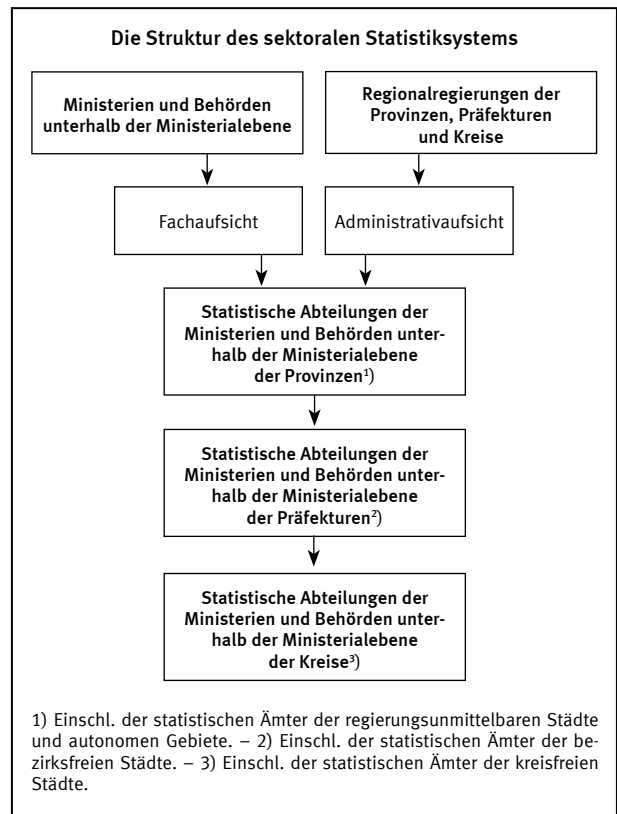 Die Struktur des sektoralen Statistiksystems
Ministerien und Behörden
unterhalb der Ministerialebene
Regionalregierungen der
Provinzen, Präfekturen
und Kreise
Fachaufsicht
Administrativaufsicht
Statistische Abteilungen der
Ministerien und Behörden unter-
halb der Ministerialebene
der Provinzen¹)
Statistische Abteilungen der
Ministerien und Behörden unter-
halb der Ministerialebene
der Präfekturen²)
Statistische Abteilungen der
Ministerien und Behörden unter-
halb der Ministerialebene
der Kreise³)
1) Einschl. der statistischen Ämter der regierungsunmittelbaren Städte
und autonomen Gebiete. – 2) Einschl. der statistischen Ämter der be-
zirksfreien Städte. – 3) Einschl. der statistischen Ämter der kreisfreien
Städte.